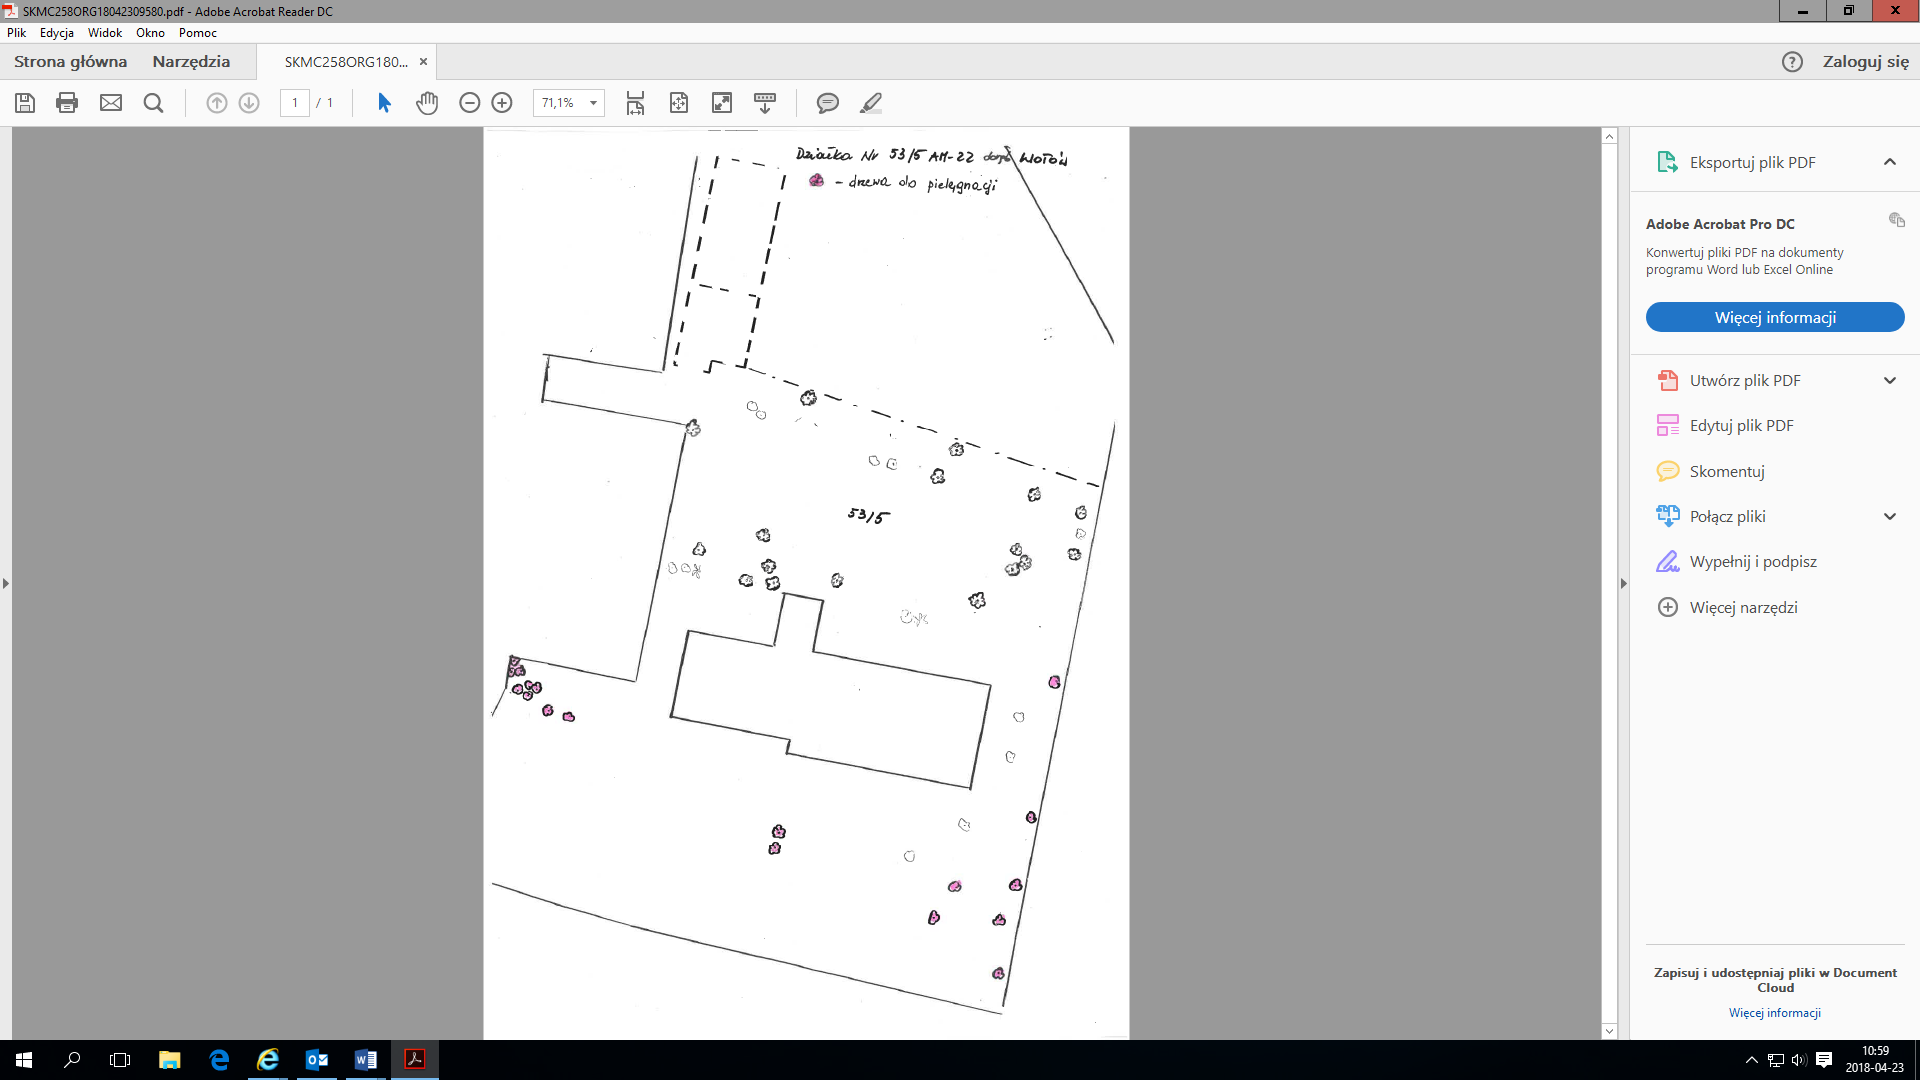 SKMC258ORG18042309580.pdf - Adobe Acrobat Reader DC
Plik Edycja Widok Okno Pomoc
Strona główna Narzędzia SKMC258ORG180... × Zaloguj się
1 / 1 71,1%
Działka Nr 53/5 AM-22 Wołów
- drzewa do pielęgnacji
53/5
Eksportuj plik PDF
Adobe Acrobat Pro DC
Konwertuj pliki PDF na dokumenty
programu Word lub Excel Online
Więcej informacji
Utwórz plik PDF
Edytuj plik PDF
Skomentuj
Połącz pliki
Wypełnij i podpisz
Więcej narzędzi
Zapisuj i udostępniaj pliki w Document
Cloud
Więcej informacji
10:59
2018-04-23